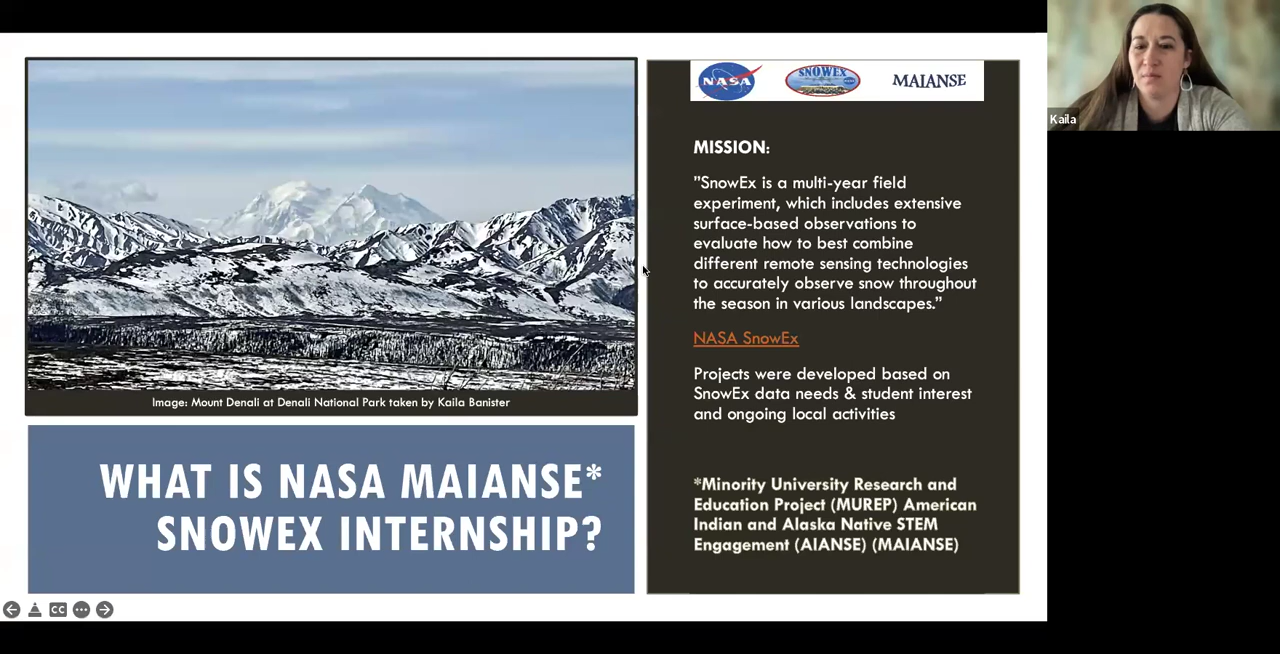 Image: Mount Denali at Denali National Park taken by Kaila Banister
WHAT IS NASA MAIANSE*
SNOWEX INTERNSHIP?
NASA
SNOWEX
MAIANSE
MISSION:
”SnowEx is a multi-year field
experiment, which includes extensive
surface-based observations to
evaluate how to best combine
different remote sensing technologies
to accurately observe snow throughout
the season in various landscapes.”
NASA SnowEx
Projects were developed based on
SnowEx data needs & student interest
and ongoing local activities
*Minority University Research and
Education Project (MUREP) American
Indian and Alaska Native STEM
Engagement (AIANSE) (MAIANSE)
Kaila
CC